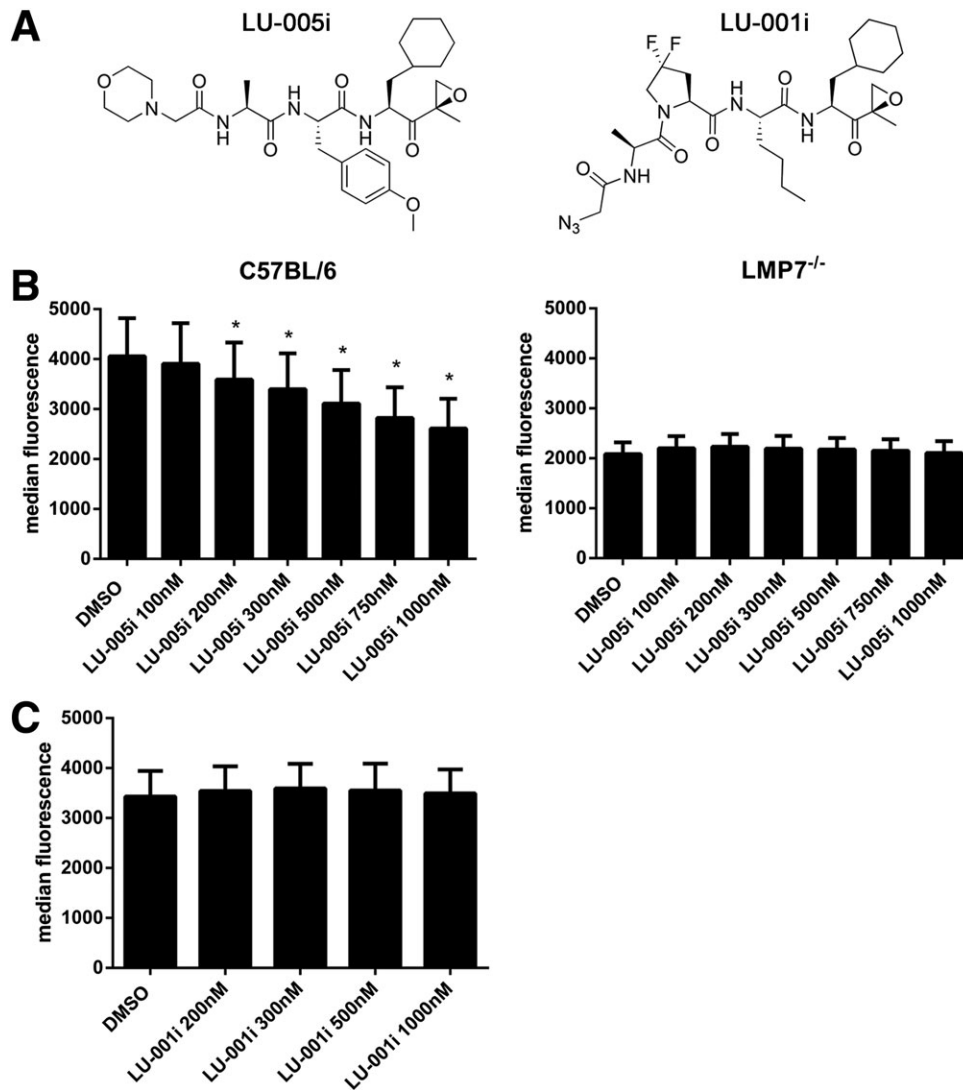 A
LU-005i
LU-001i
O
N
O
N
H
O
H
N
O
N
H
O
O
O
F
F
N
O
H
N
O
N
H
O
O
O
N
H
O
N3
B
C57BL/6
LMP7-/-
median fluorescence
5000
4000
3000
2000
1000
0
*
*
*
*
*
DMSO
LU-005i 100nM
LU-005i 200nM
LU-005i 300nM
LU-005i 500nM
LU-005i 750nM
LU-005i 1000nM
median fluorescence
5000
4000
3000
2000
1000
0
DMSO
LU-005i 100nM
LU-005i 200nM
LU-005i 300nM
LU-005i 500nM
LU-005i 750nM
LU-005i 1000nM
C
median fluorescence
5000
4000
3000
2000
1000
0
DMSO
LU-001i 200nM
LU-001i 300nM
LU-001i 500nM
LU-001i 1000nM